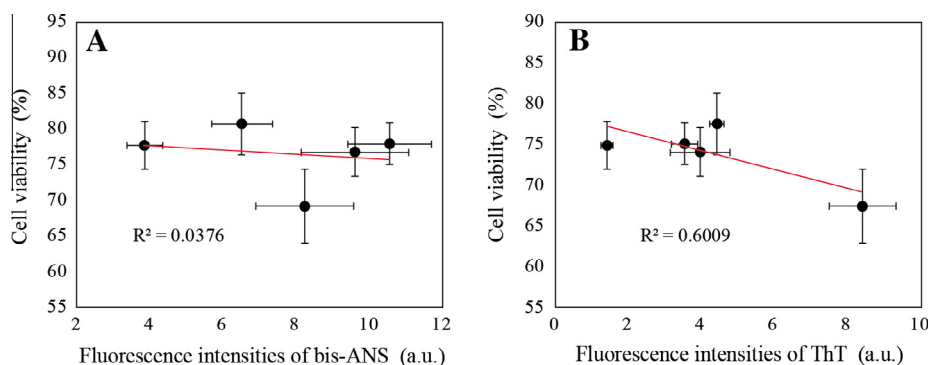 A
95
90
85
80
75
70
65
60
55
Cell viability (%)
R² = 0.0376
2 4 6 8 10 12
Fluorescence intensities of bis-ANS (a.u.)
B
90
85
80
75
70
65
60
55
Cell viability (%)
R² = 0.6009
0 2 4 6 8 10
Fluorescence intensities of ThT (a.u.)